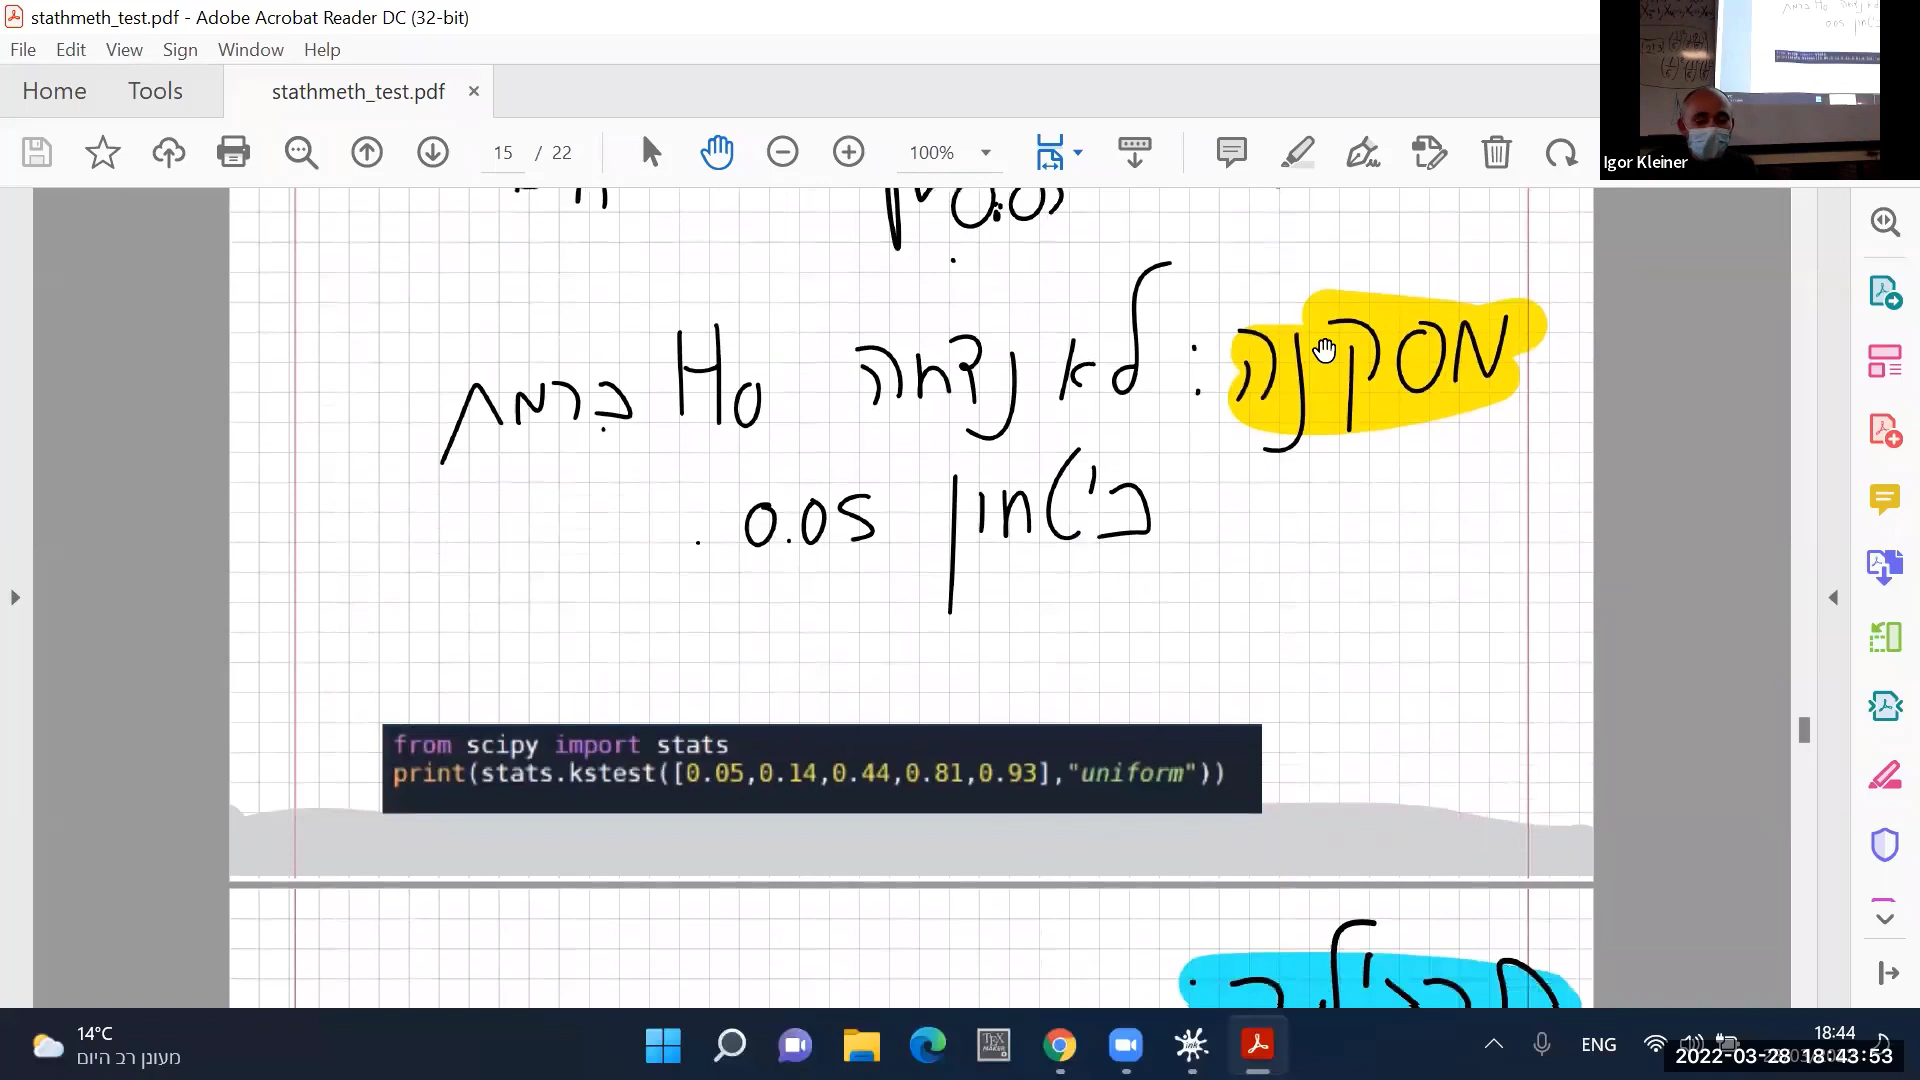 stathmeth_test.pdf - Adobe Acrobat Reader DC (32-bit)
File Edit View Sign Window Help
Home Tools stathmeth_test.pdf ×
15 / 22 100%
Igor Kleiner
0.05
מסקנה: לא נדחה H0 ברמת
ביטחון 0.05.
from scipy import stats
print(stats.kstest([0.05,0.14,0.44,0.81,0.93],"uniform"))
14°C
מעונן רב היום
ENG
18:44
2022-03-28 18:43:53